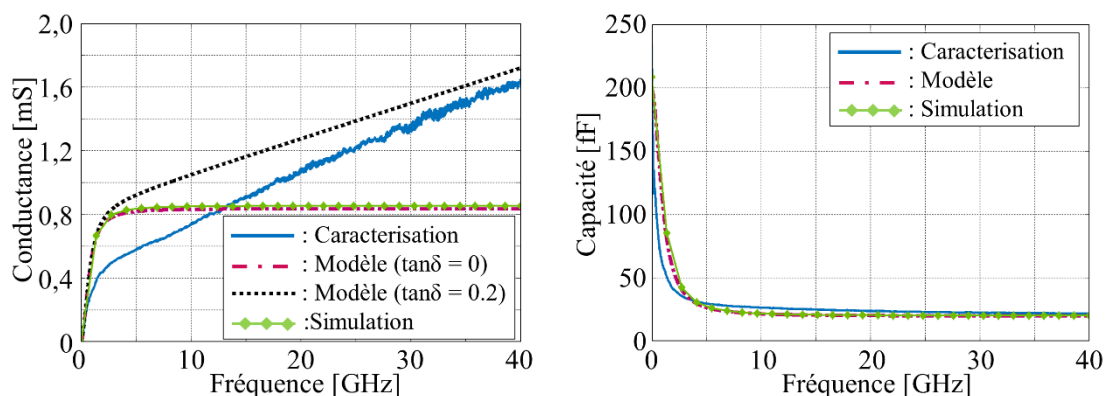 Conductance [mS]
2,0
1,6
1,2
0,8
0,4
0
0 10 20 30 40
Fréquence [GHz]
: Caracterisation
: Modèle (tanδ = 0)
: Modèle (tanδ = 0.2)
:Simulation
Capacité [fF]
250
200
150
100
50
0
0 10 20 30 40
Fréquence [GHz]
: Caracterisation
: Modèle
: Simulation